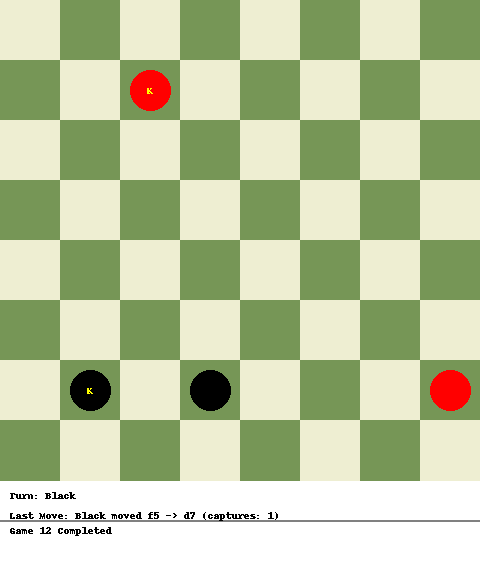 K
K
Turn: Black
Last Move: Black moved f5 -> d7 (captures: 1)
Game 12 Completed